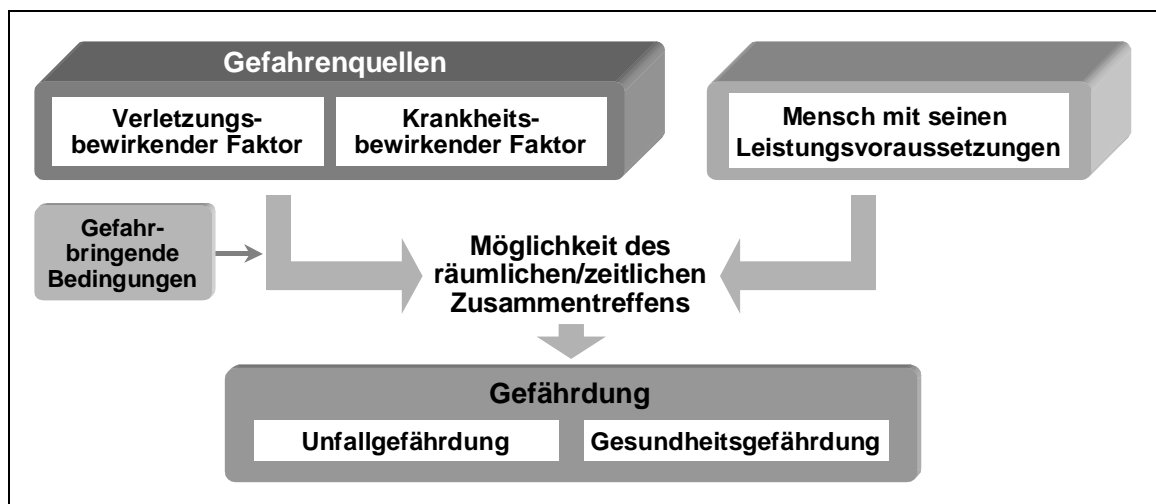 Gefahrenquellen
Verletzungs-
bewirkender Faktor
Krankheits-
bewirkender Faktor
Mensch mit seinen
Leistungsvoraussetzungen
Gefahr-
bringende
Bedingungen
Möglichkeit des
räumlichen/zeitlichen
Zusammentreffens
Gefährdung
Unfallgefährdung
Gesundheitsgefährdung